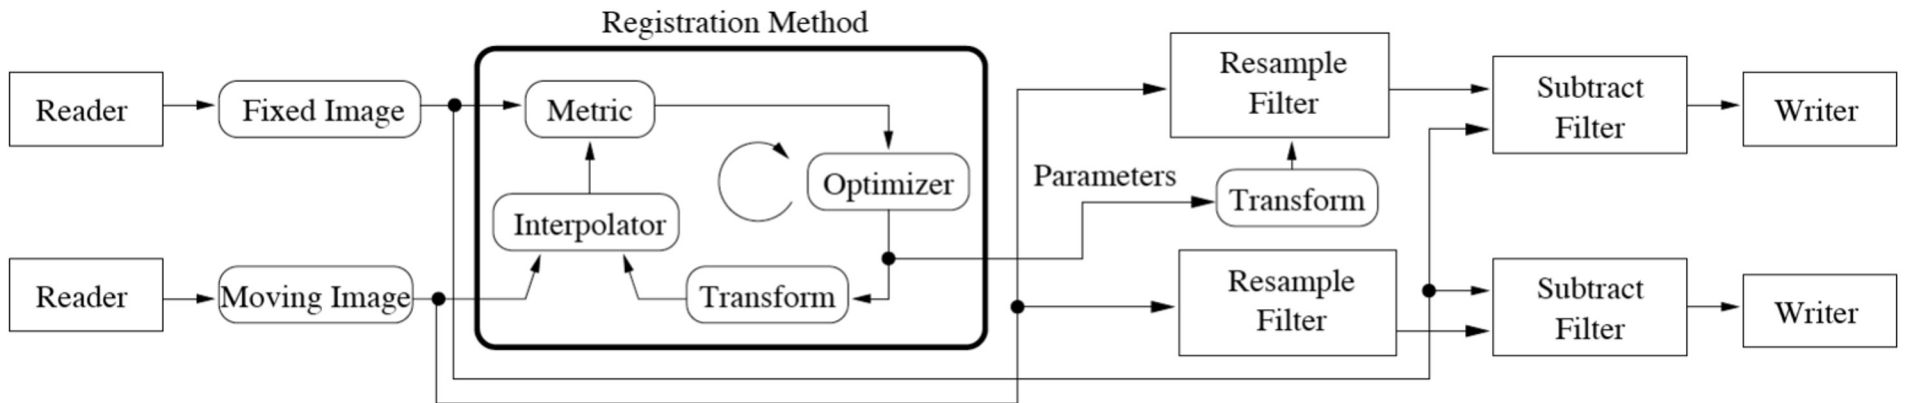 Registration Method
Reader
Fixed Image
Metric
Optimizer
Interpolator
Reader
Moving Image
Transform
Parameters
Resample
Filter
Transform
Resample
Filter
Subtract
Filter
Writer
Subtract
Filter
Writer